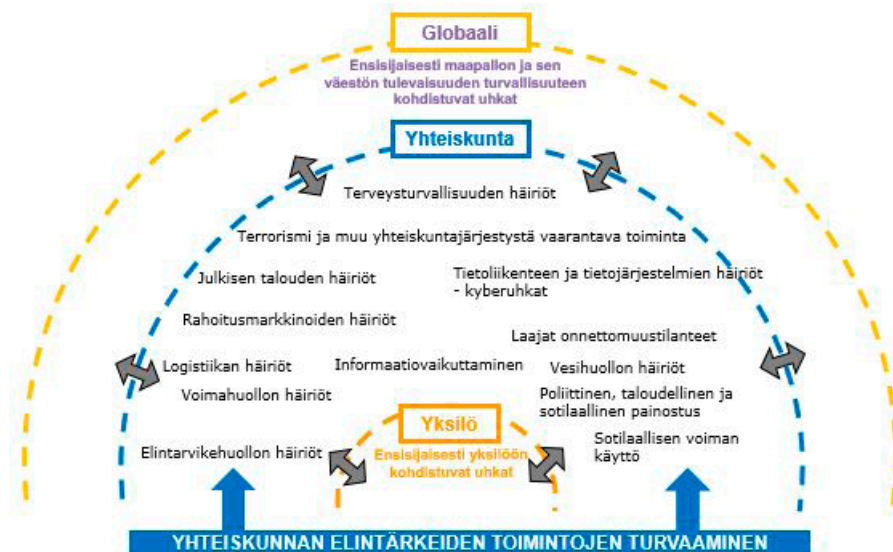 Globaali
Ensisijaisesti maapallon ja sen
väestön tulevaisuuden turvallisuuteen
kohdistuvat uhkat
Yhteiskunta
Terveysturvallisuuden häiriöt
Terrorismi ja muu yhteiskuntajärjestystä vaarantava toiminta
Julkisen talouden häiriöt
Tietoliikenteen ja tietojärjestelmien häiriöt
- kyberuhkat
Rahoitusmarkkinoiden häiriöt
Laajat onnettomuustilanteet
Logistiikan häiriöt
Informaatiovaikuttaminen
Vesihuollon häiriöt
Voimahuollon häiriöt
Poliittinen, taloudellinen ja
sotilaallinen painostus
Yksilö
Ensisijaisesti yksilöön
kohdistuvat uhkat
Sotilaallisen voiman
käyttö
Elintarvikehuollon häiriöt
YHTEISKUNNAN ELINTÄRKEIDEN TOIMINTOJEN TURVAAMINEN